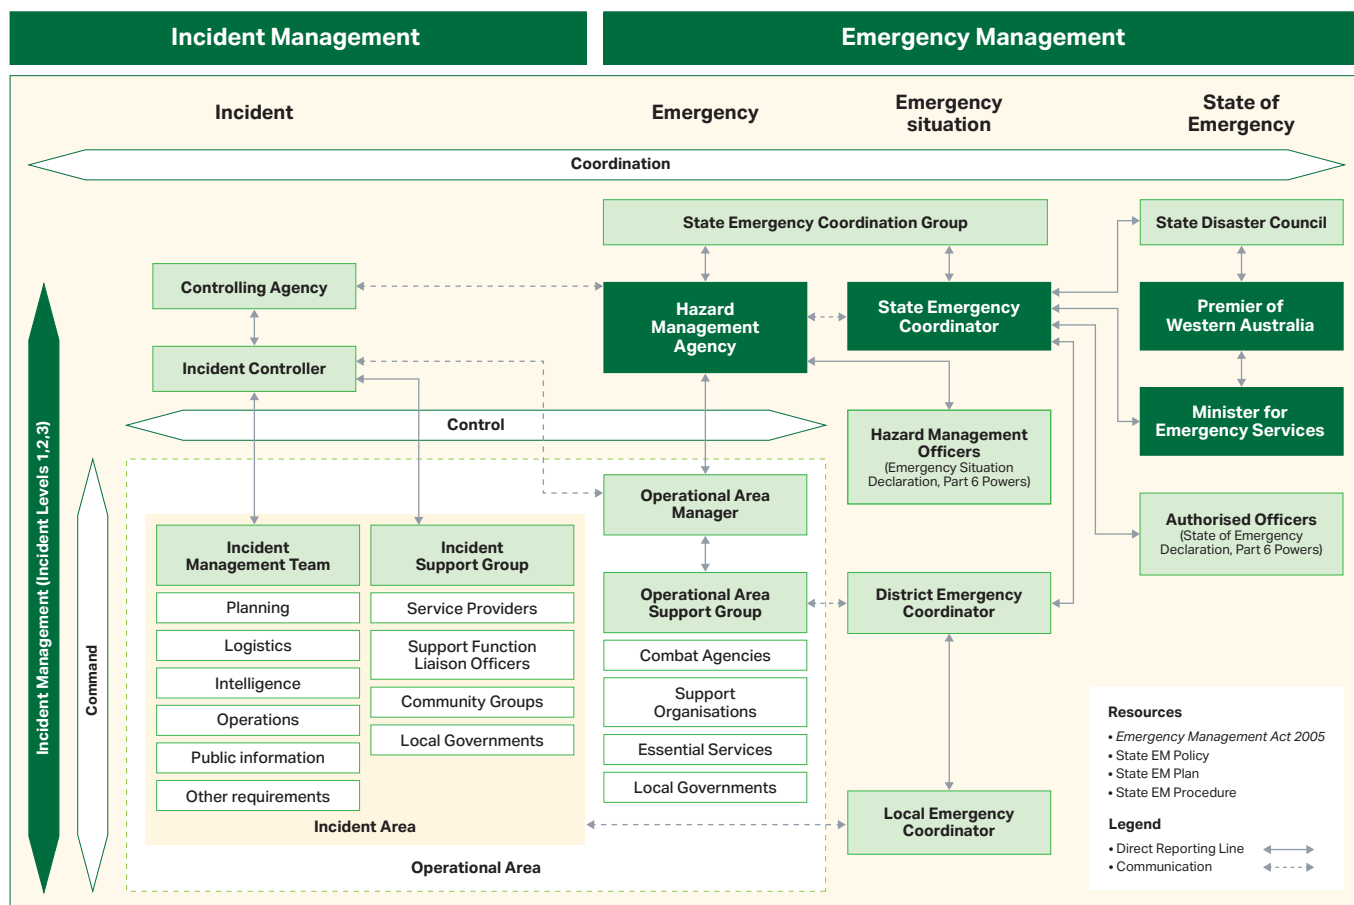 Incident Management
Emergency Management
Incident
Emergency
Emergency
situation
State of
Emergency
Coordination
State Emergency Coordination Group
State Disaster Council
Controlling Agency
Hazard
Management
Agency
State Emergency
Coordinator
Premier of
Western Australia
Incident Controller
Minister for
Emergency Services
Control
Hazard Management
Officers
(Emergency Situation
Declaration, Part 6 Powers)
Incident Management (Incident Levels 1,2,3)
Command
Operational Area
Manager
Authorised Officers
(State of Emergency
Declaration, Part 6 Powers)
Incident
Management Team
Planning
Logistics
Intelligence
Operations
Public information
Other requirements
Incident
Support Group
Service Providers
Support Function
Liaison Officers
Community Groups
Local Governments
Incident Area
Operational Area
Operational Area
Support Group
Combat Agencies
Support
Organisations
Essential Services
Local Governments
District Emergency
Coordinator
Local Emergency
Coordinator
Resources
• Emergency Management Act 2005
• State EM Policy
• State EM Plan
• State EM Procedure
Legend
• Direct Reporting Line
• Communication